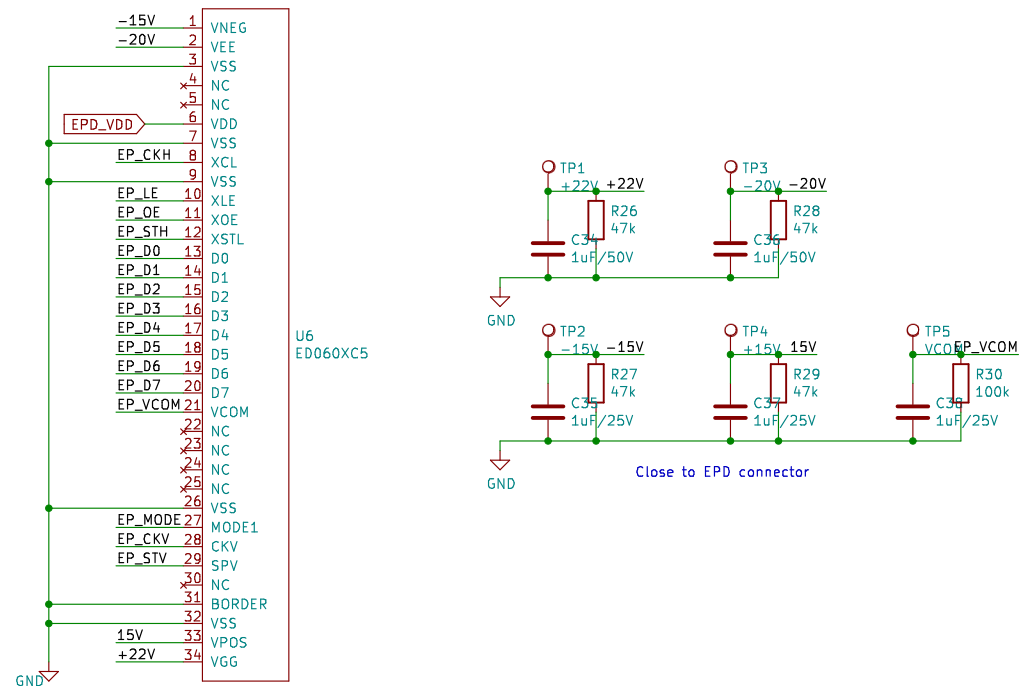 -15V 1 VNEG
-20V 2 VEE
3 VSS
4 NC
5 NC
EPD_VDD 6 VDD
7 VSS
EP_CKH 8 XCL
9 VSS
EP_LE 10 XLE
EP_OE 11 XOE
EP_STH 12 XSTL
EP_D0 13 D0
EP_D1 14 D1
EP_D2 15 D2
EP_D3 16 D3
EP_D4 17 D4
EP_D5 18 D5
EP_D6 19 D6
EP_D7 20 D7
EP_VCOM 21 VCOM
22 NC
23 NC
24 NC
25 NC
26 VSS
EP_MODE 27 MODE1
EP_CKV 28 CKV
EP_STV 29 SPV
30 NC
31 BORDER
32 VSS
15V 33 VPOS
+22V 34 VGG
GND
U6
ED060XC5
TP1
+22V +22V
R26
47k
C34
1uF/50V
TP3
-20V -20V
R28
47k
C36
1uF/50V
GND
TP2
-15V -15V
R27
47k
C35
1uF/25V
TP4
+15V 15V
R29
47k
C37
1uF/25V
TP5
VCOM EP_VCOM
R30
100k
C38
1uF/25V
GND
Close to EPD connector